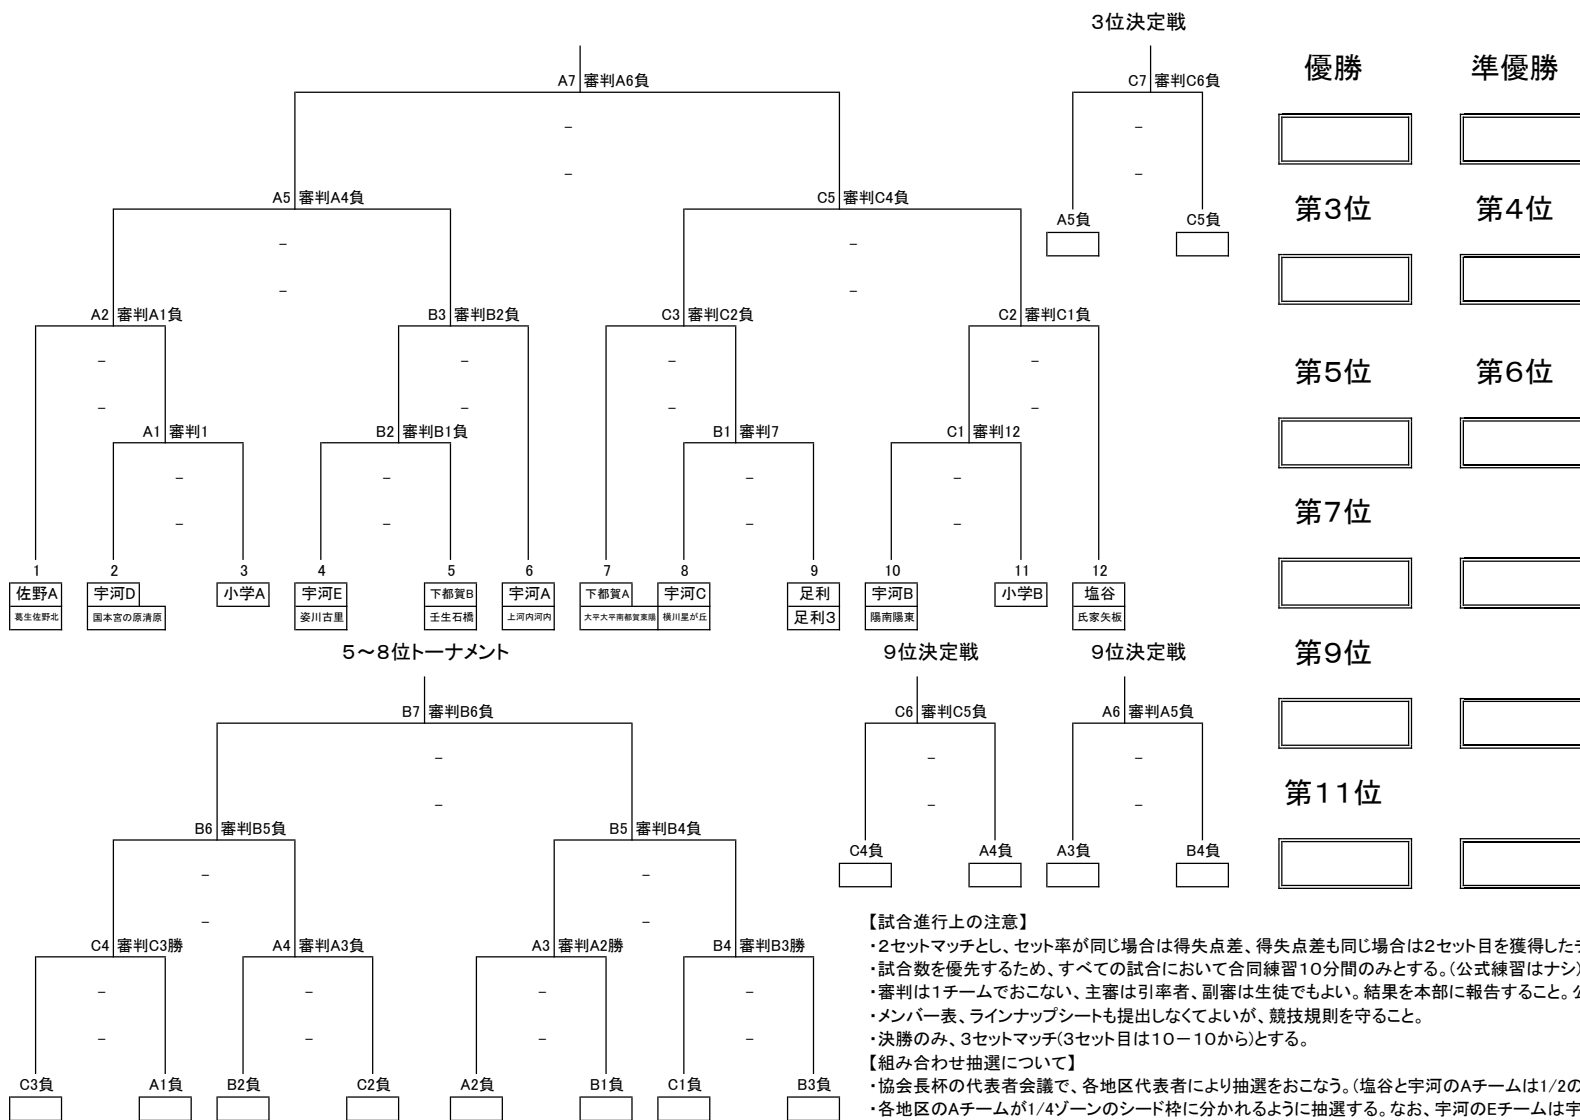 3位決定戦
優勝
準優勝
A7 審判A6負
C7 審判C6負
－
－
－
－
A5 審判A4負
C5 審判C4負
A5負
C5負
第3位
第4位
－
－
－
－
A2 審判A1負
B3 審判B2負
C3 審判C2負
C2 審判C1負
－
－
－
－
第5位
第6位
－
－
－
－
A1 審判1
B2 審判B1負
B1 審判7
C1 審判12
－
－
－
－
第7位
－
－
－
－
1
2
3
4
5
6
7
8
9
10
11
12
佐野A
宇河D
小学A
宇河E
下都賀B
宇河A
下都賀A
宇河C
足利
宇河B
小学B
塩谷
葛生佐野北
国本宮の原清原
姿川古里
壬生石橋
上河内河内
大平大平南都賀東陽
横川星が丘
足利3
陽南陽東
氏家矢板
5～8位トーナメント
9位決定戦
9位決定戦
第9位
B7 審判B6負
C6 審判C5負
A6 審判A5負
－
－
－
－
－
－
第11位
B6 審判B5負
B5 審判B4負
C4負
A4負
A3負
B4負
－
－
－
－
C4 審判C3勝
A4 審判A3負
A3 審判A2勝
B4 審判B3勝
－
－
－
－
－
－
－
－
C3負
A1負
B2負
C2負
A2負
B1負
C1負
B3負
【試合進行上の注意】
・2セットマッチとし、セット率が同じ場合は得失点差、得失点差も同じ場合は2セット目を獲得した
・試合数を優先するため、すべての試合において合同練習10分間のみとする。(公式練習はナシ)
・審判は1チームでおこない、主審は引率者、副審は生徒でもよい。結果を本部に報告すること。
・メンバー表、ラインナップシートも提出しなくてよいが、競技規則を守ること。
・決勝のみ、3セットマッチ(3セット目は10－10から)とする。
【組み合わせ抽選について】
・協会長杯の代表者会議で、各地区代表者により抽選をおこなう。(塩谷と宇河のAチームは1/2の
・各地区のAチームが1/4ゾーンのシード枠に分かれるように抽選する。なお、宇河のEチームは宇